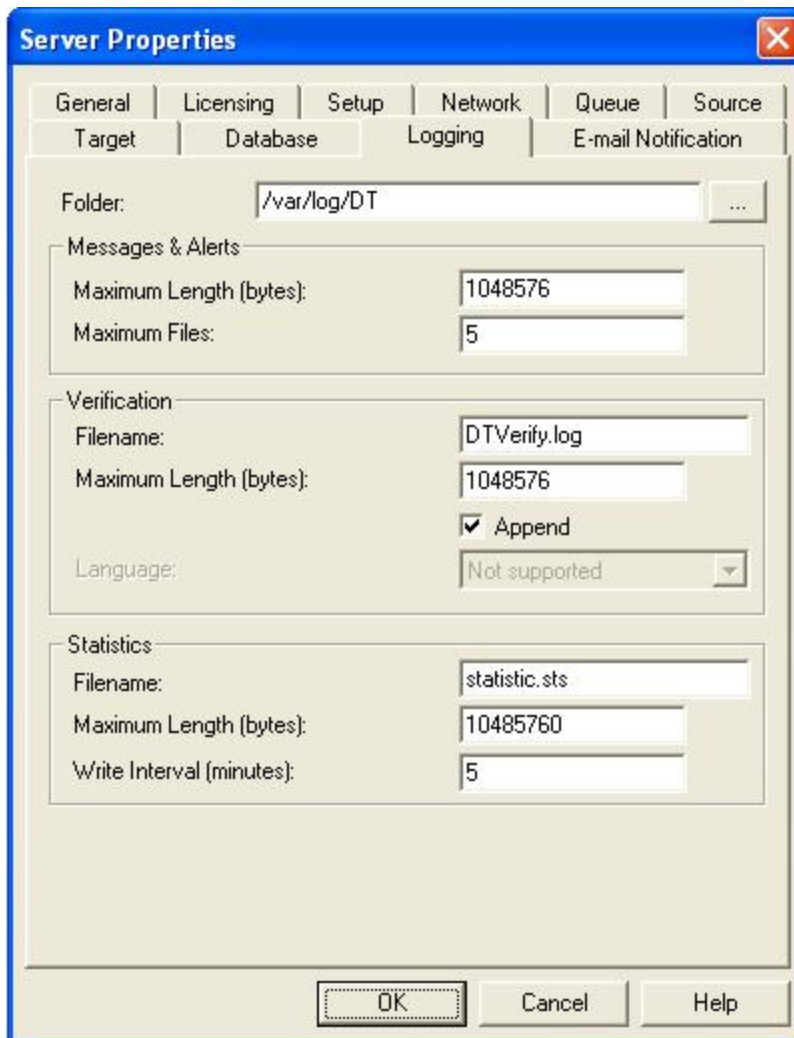 Server Properties
General Licensing Setup Network Queue Source
Target Database Logging E-mail Notification
Folder: /var/log/DT ...
Messages & Alerts
Maximum Length (bytes): 1048576
Maximum Files: 5
Verification
Filename: DTVerify.log
Maximum Length (bytes): 1048576
Append
Language: Not supported
Statistics
Filename: statistic.sts
Maximum Length (bytes): 10485760
Write Interval (minutes): 5
OK Cancel Help